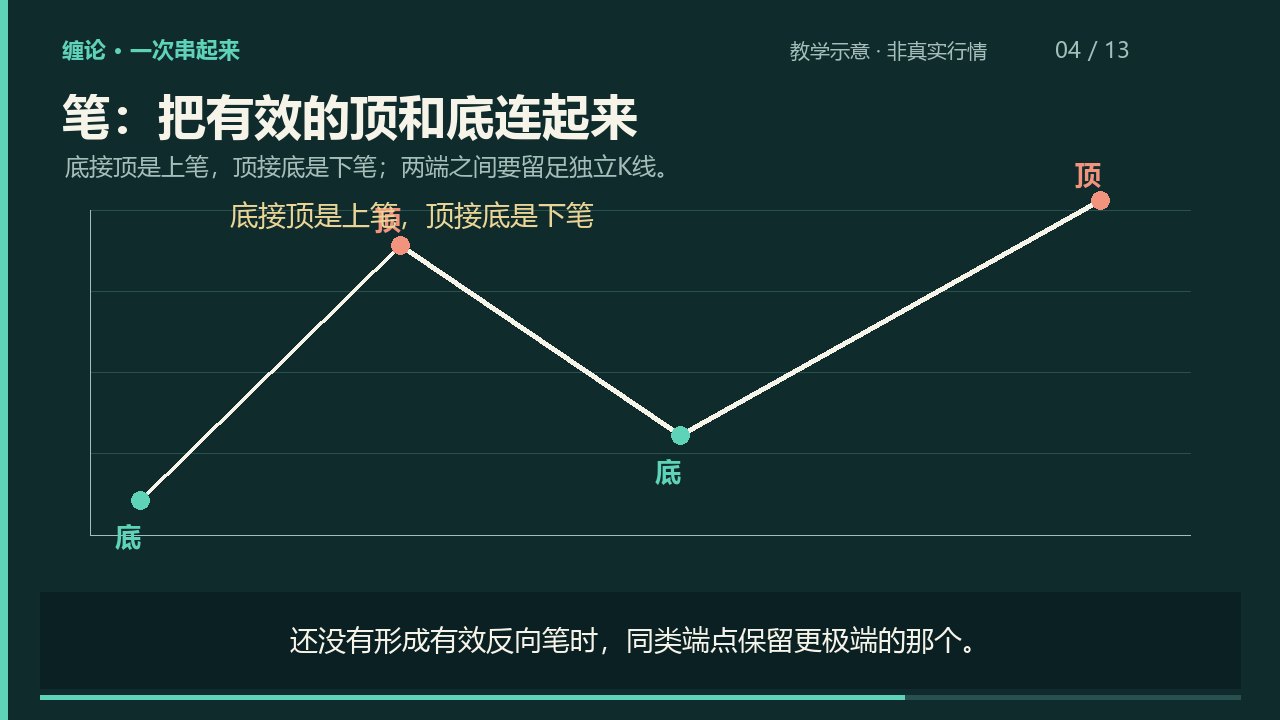 缠论·一次串起来
教学示意·非真实行情
04 / 13
笔：把有效的顶和底连起来
底接顶是上笔，顶接底是下笔；两端之间要留足独立K线。
顶
底接顶是上笔，顶接底是下笔
顶
底
底
还没有形成有效反向笔时，同类端点保留更极端的那个。